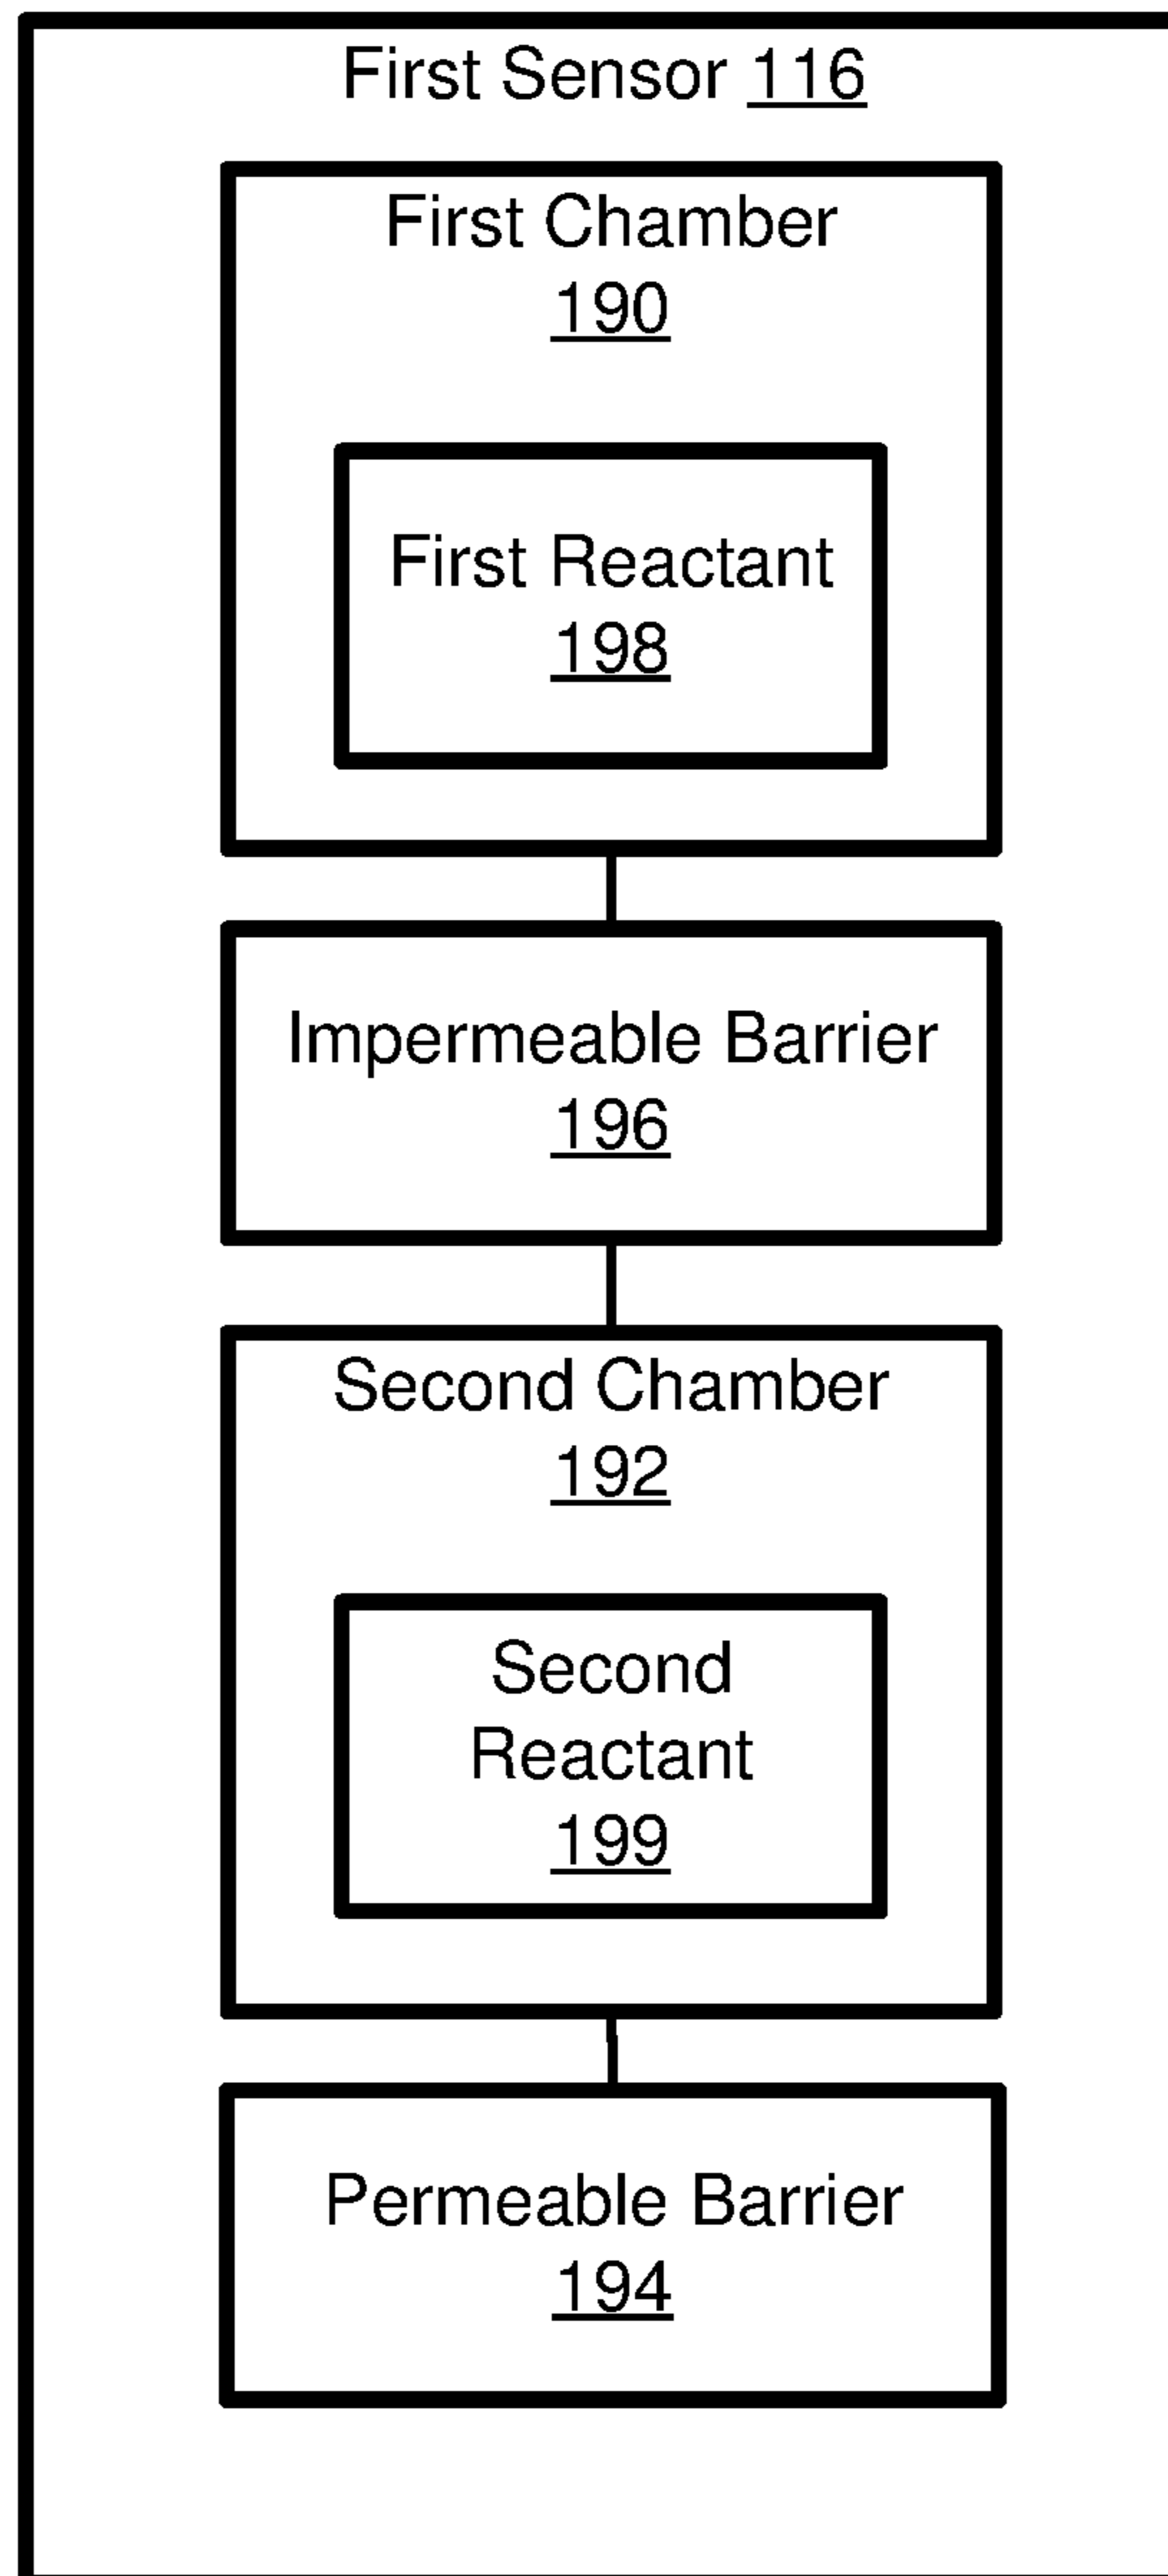 First Sensor 116
First Chamber
190
First Reactant
198
Impermeable Barrier
196
Second Chamber
192
Second
Reactant
199
Permeable Barrier
194